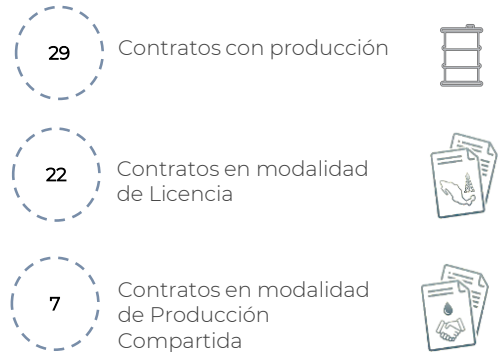 29
Contratos con producción
22
Contratos en modalidad
de Licencia
7
Contratos en modalidad
de Producción
Compartida